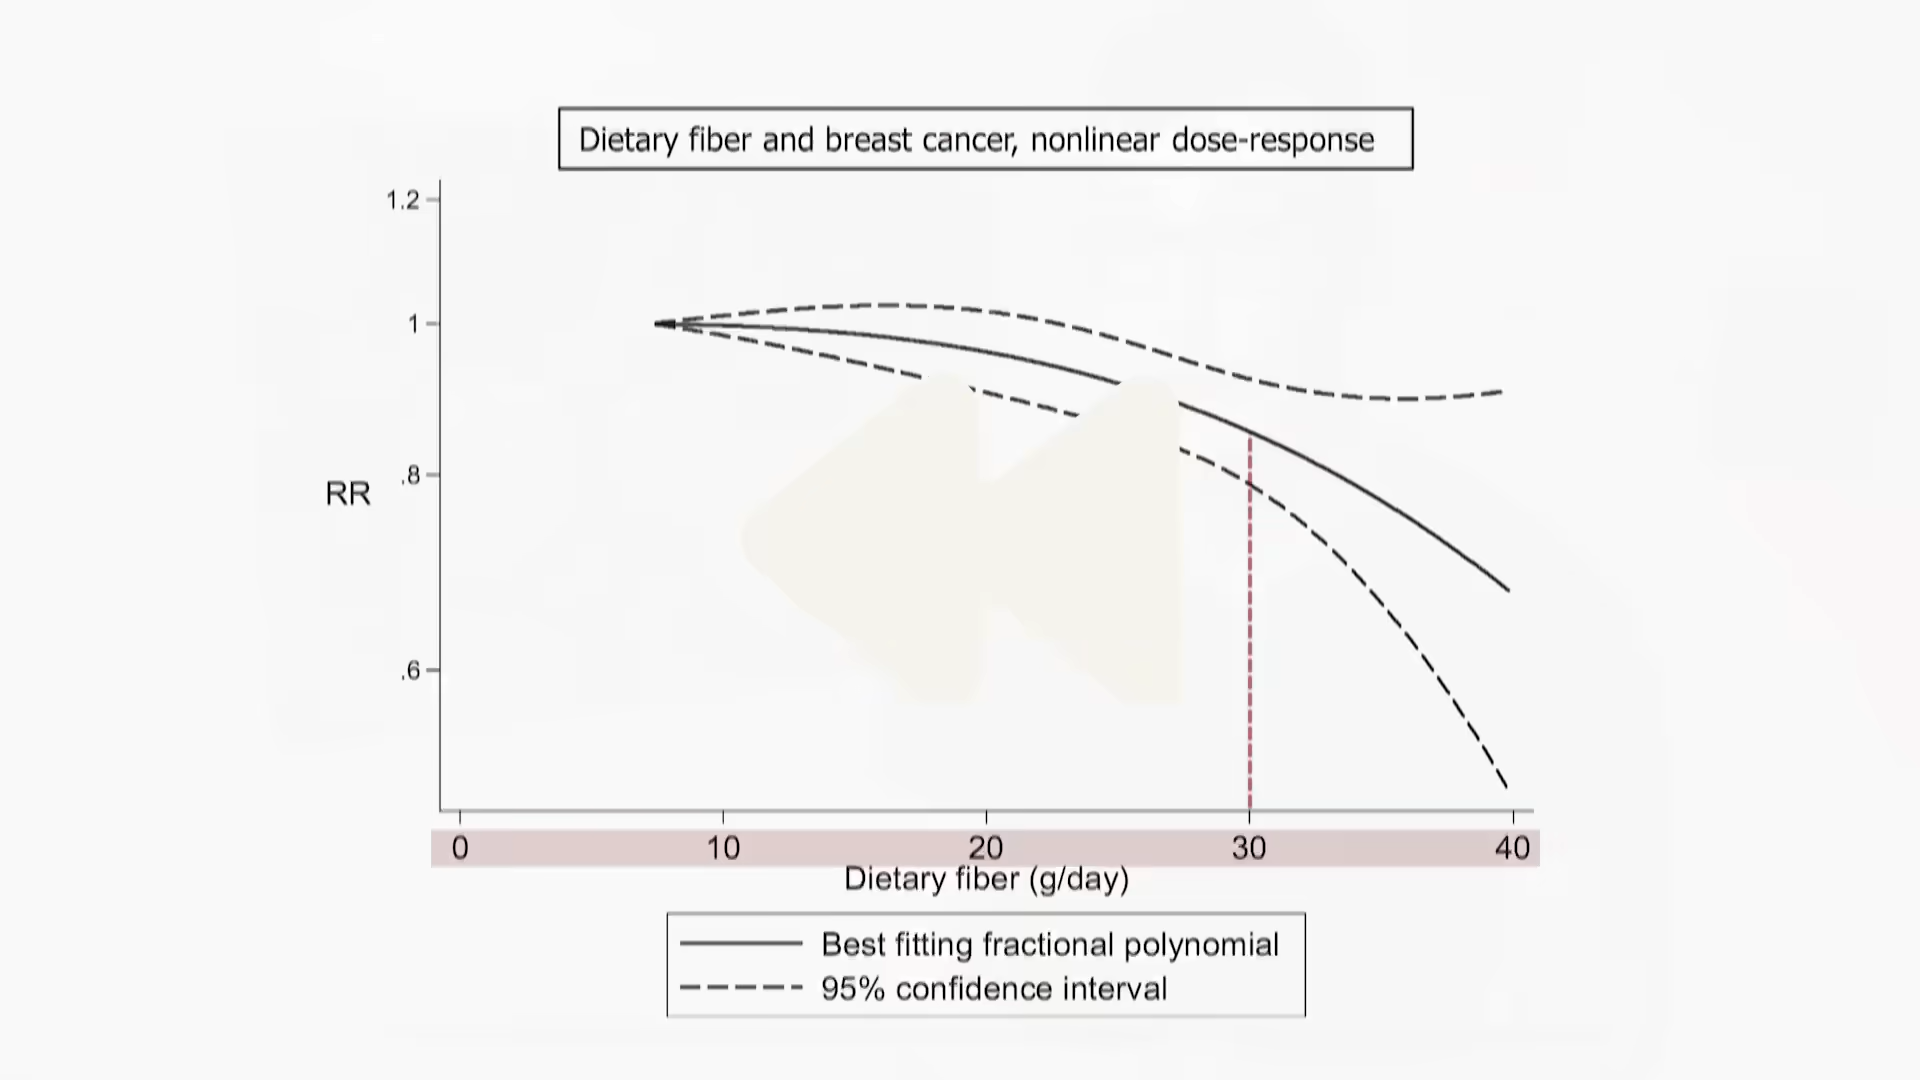 Dietary fiber and breast cancer, nonlinear dose-response
1.2
1
.8
RR
.6
0 10 20 30 40
Dietary fiber (g/day)
Best fitting fractional polynomial
95% confidence interval